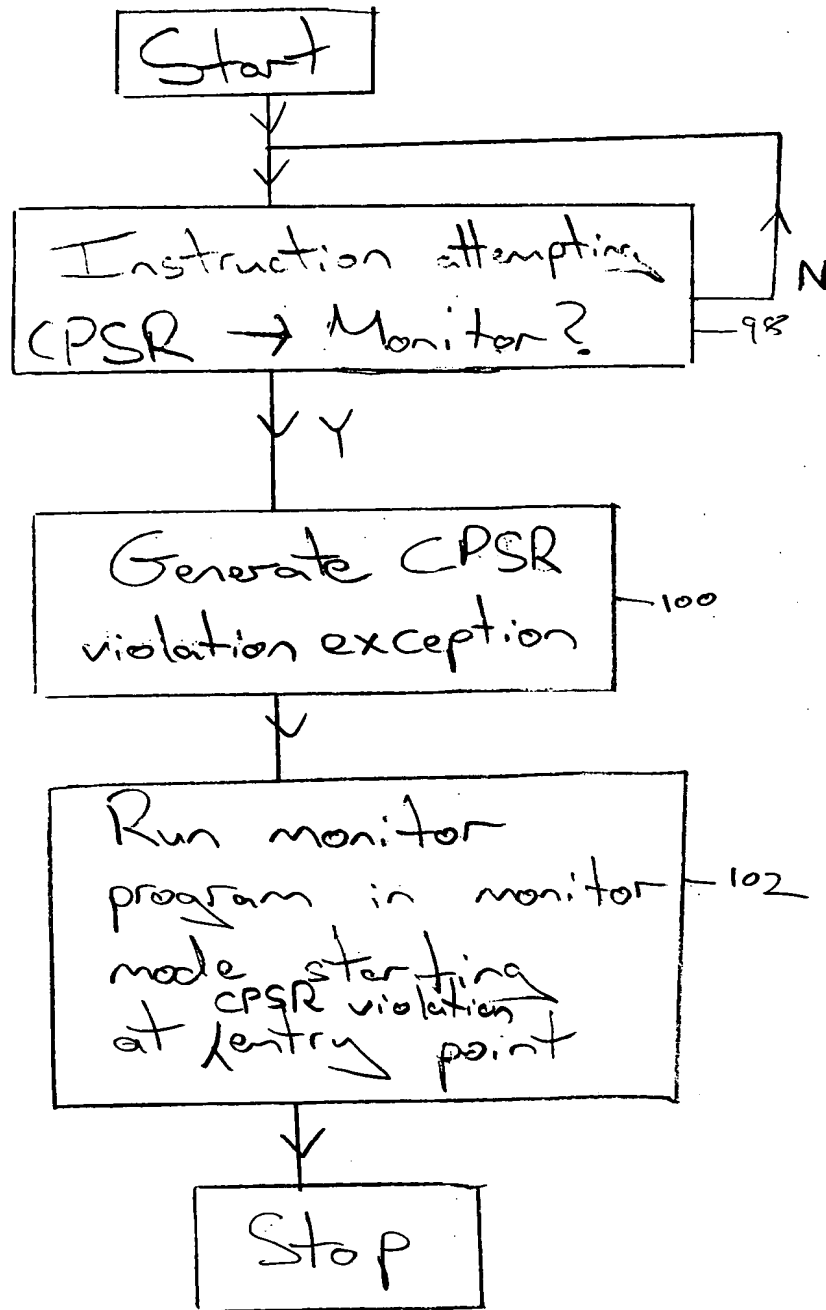 Start
Instruction attempting
CPSR → Monitor?
N
98
Y
Generate CPSR
violation exception
100
Run monitor
program in monitor
mode starting
CPSR violation
at entry point
102
Stop